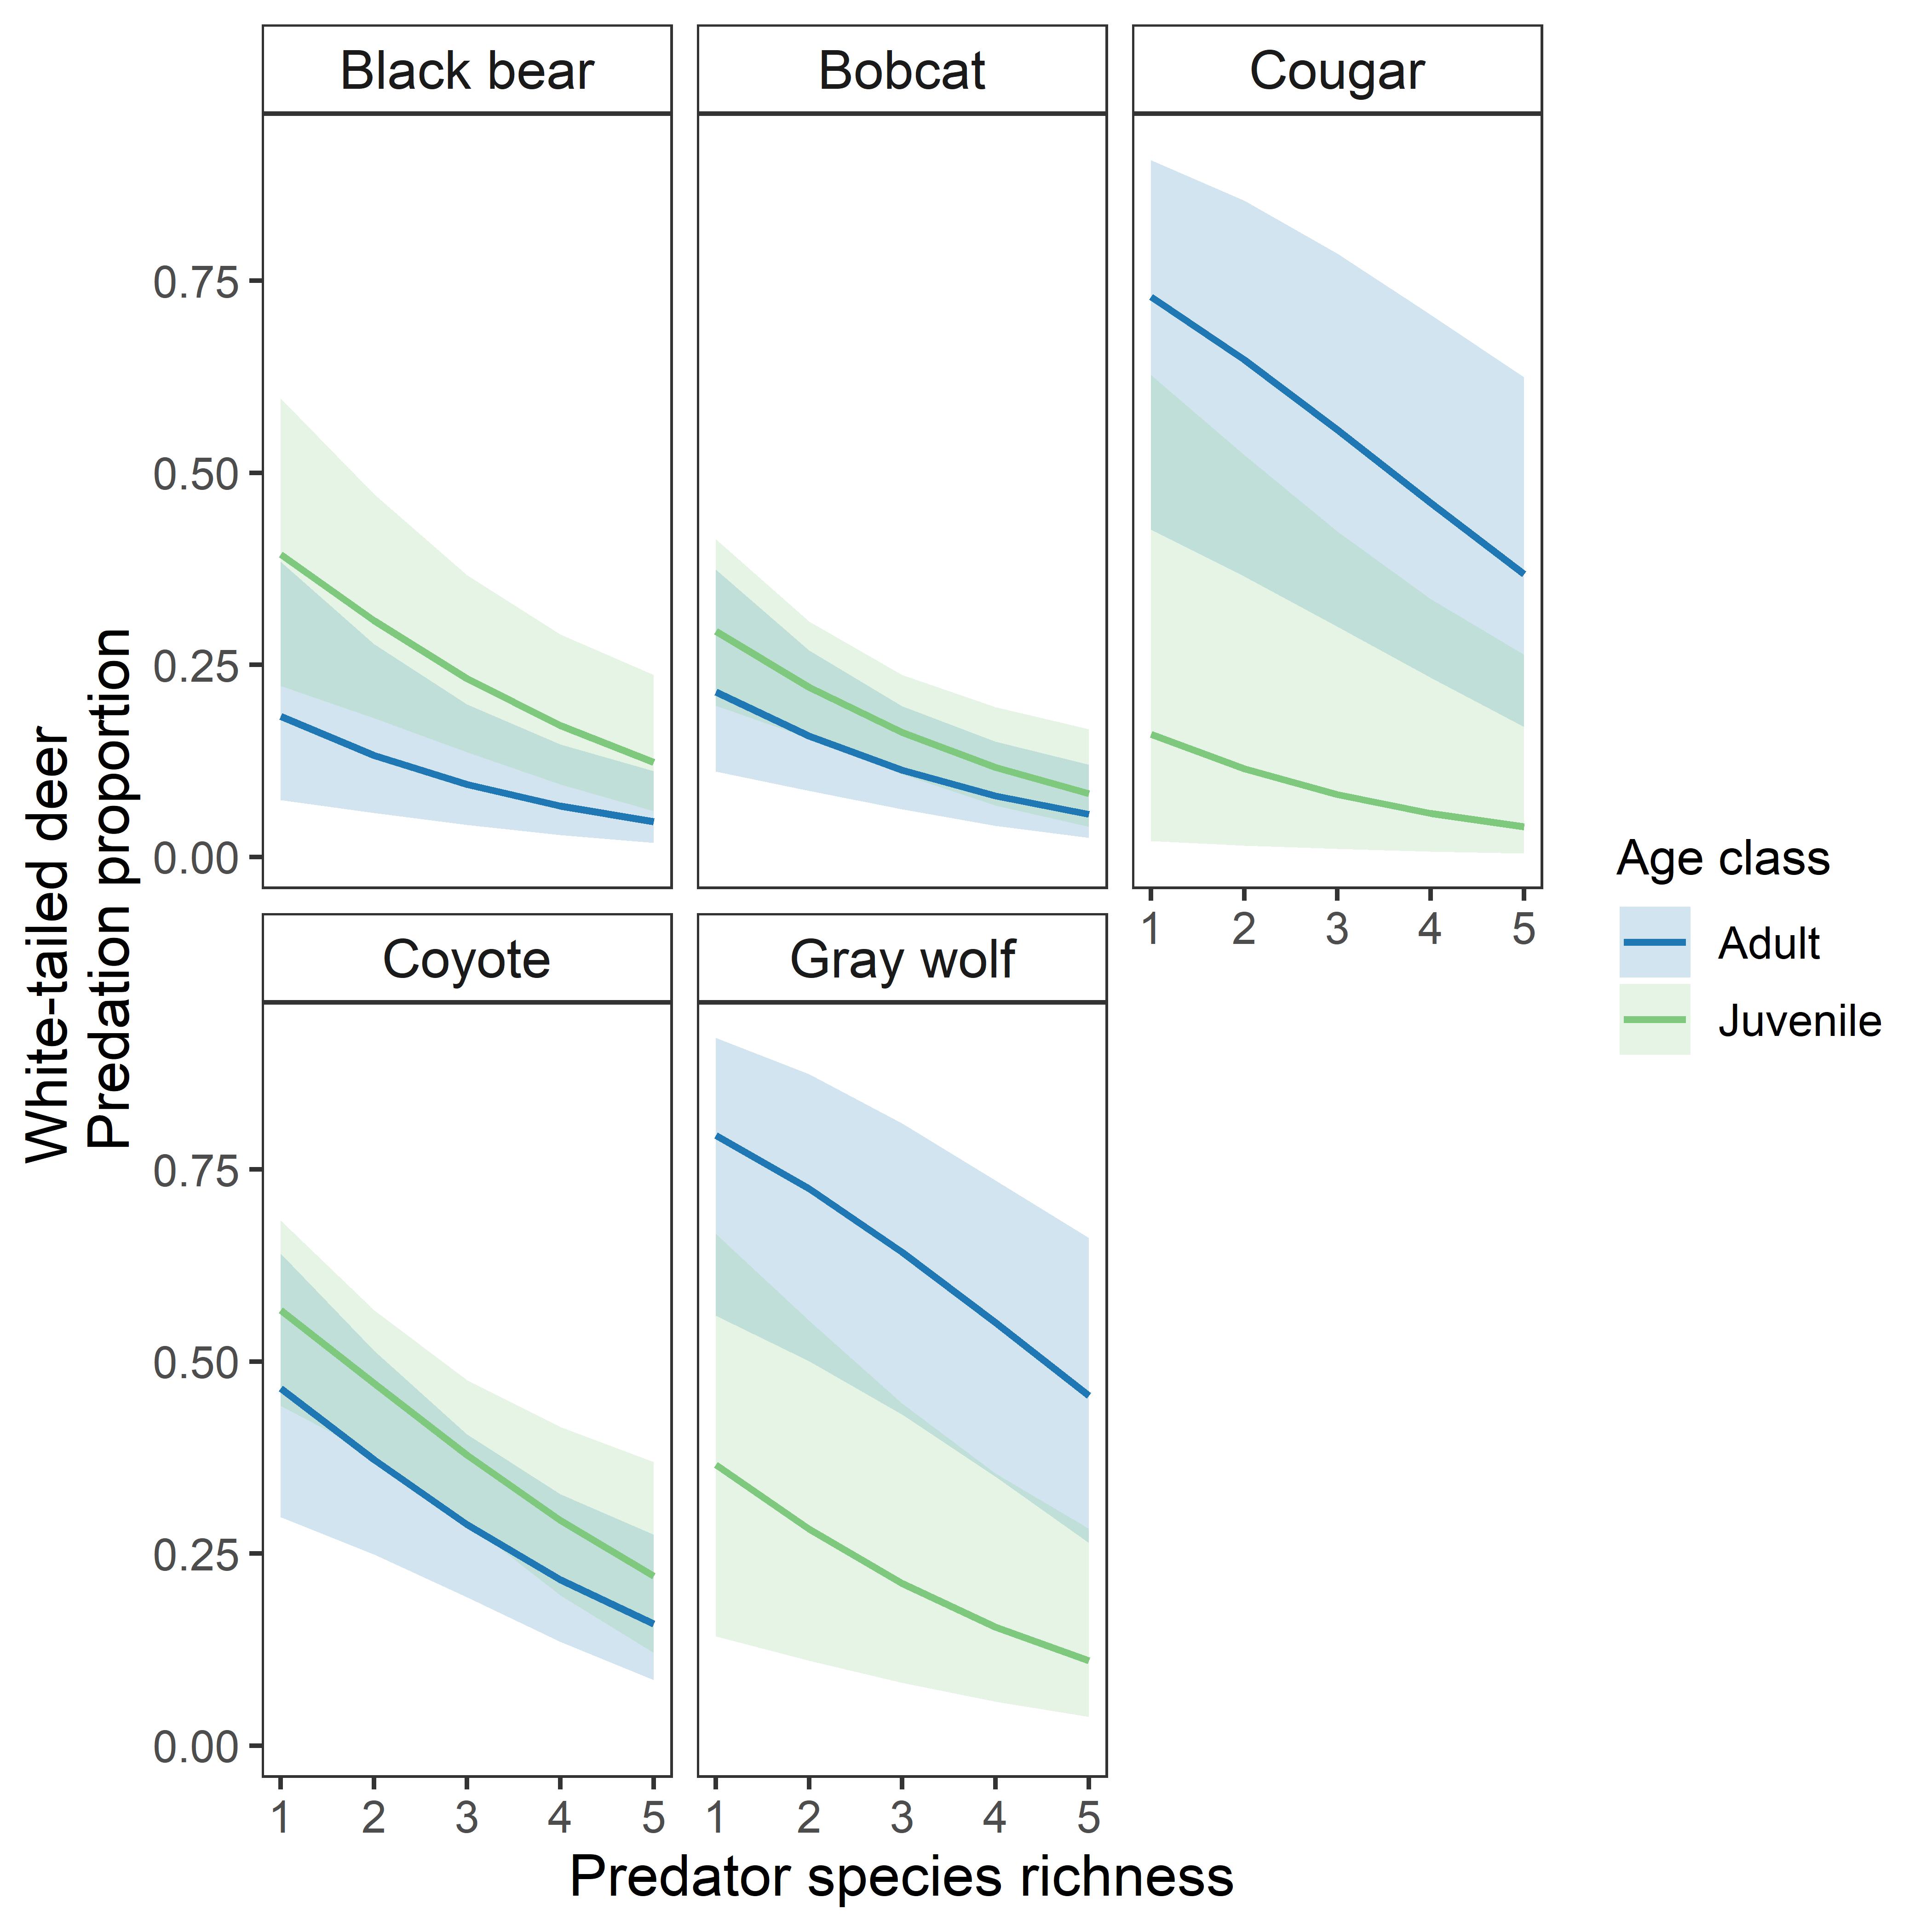 Black bear
Bobcat
Cougar
0.75
0.50
0.25
0.00
1 2 3 4 5
Coyote
Gray wolf
0.75
0.50
0.25
0.00
1 2 3 4 5
1 2 3 4 5
White-tailed deer
Predation proportion
Predator species richness
Age class
Adult
Juvenile